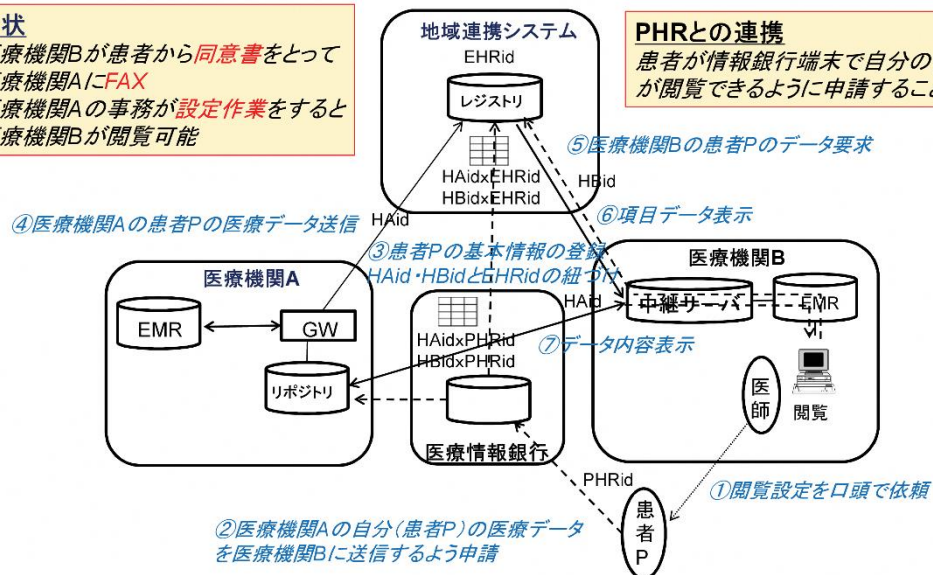 状
療機関Bが患者から同意書をとって
療機関AにFAX
療機関Aの事務が設定作業をすると
療機関Bが閲覧可能
地域連携システム
EHRid
レジストリ
HAidxEHRid
HBidxEHRid
PHRとの連携
患者が情報銀行端末で自分の
が閲覧できるように申請するこ
⑤医療機関Bの患者Pのデータ要求
HBid
⑥項目データ表示
④医療機関Aの患者Pの医療データ送信
HAid
③患者Pの基本情報の登録
HAid・HBidとEHRidの紐づけ
医療機関A
EMR
GW
リポジトリ
HAidxPHRid
HBidxPHRid
医療情報銀行
医療機関B
HAid
中継サーバ
EMR
⑦データ内容表示
医師
閲覧
PHRid
患者P
①閲覧設定を口頭で依頼
②医療機関Aの自分(患者P)の医療データ
を医療機関Bに送信するよう申請